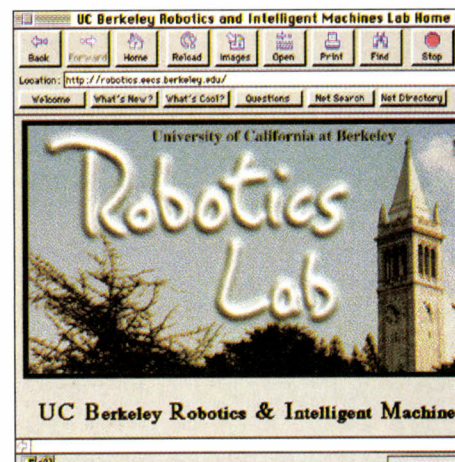 UC Berkeley Robotics and Intelligent Machines Lab Home
Back Forward Home Reload Images Open Print Find Stop
Location: http://robotics.eecs.berkeley.edu/
Welcome What's New? What's Cool? Questions Net Search Net Directory
University of California at Berkeley
Robotics
Lab
UC Berkeley Robotics & Intelligent Machine